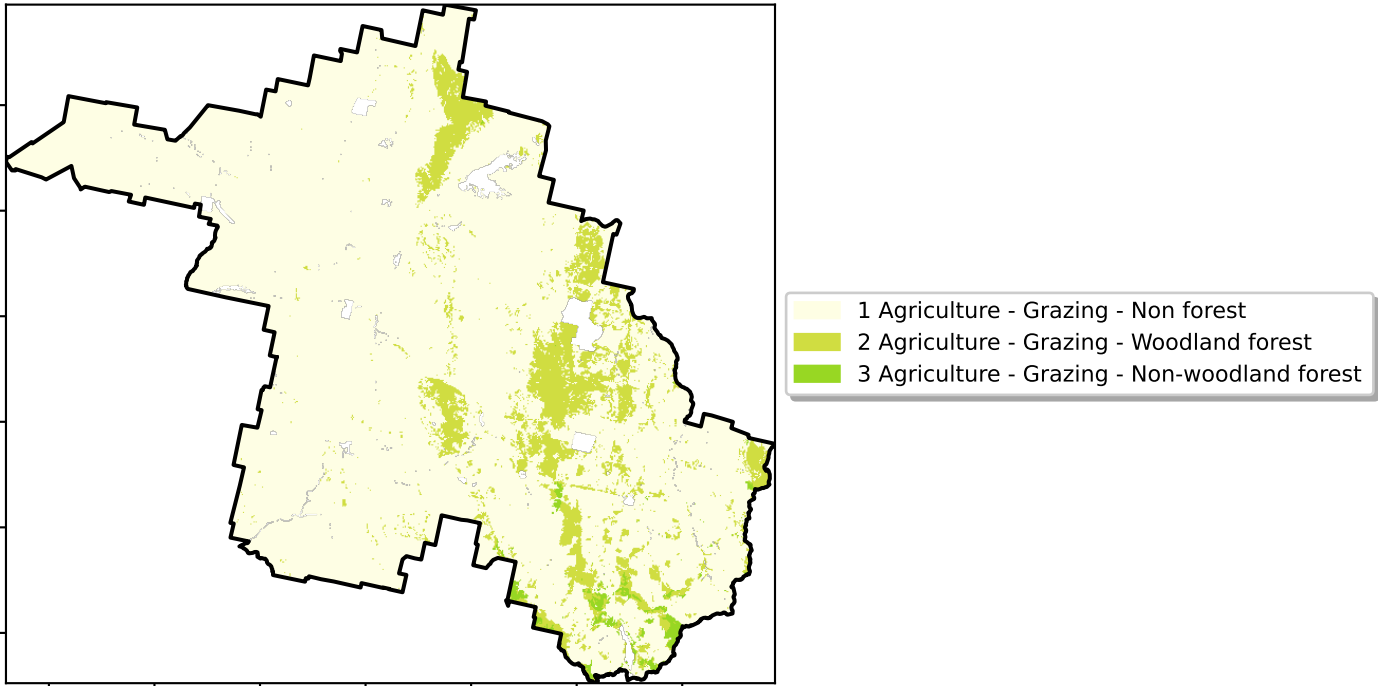 1 Agriculture - Grazing - Non forest
2 Agriculture - Grazing - Woodland forest
3 Agriculture - Grazing - Non-woodland forest